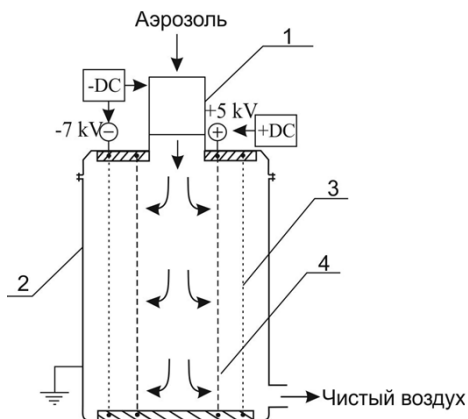 Аэрозоль
1
-DC
-7 kV
+5 kV
+DC
−
+
3
2
4
Чистый воздух